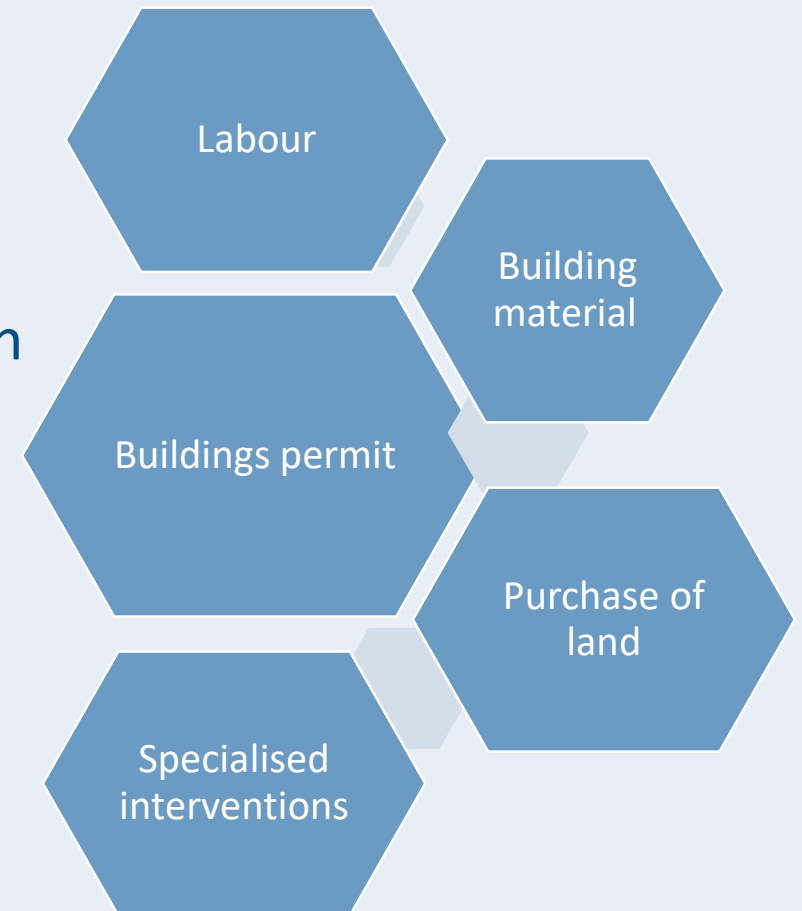 Labour
Building
material
Buildings permit
Purchase of
land
Specialised
interventions